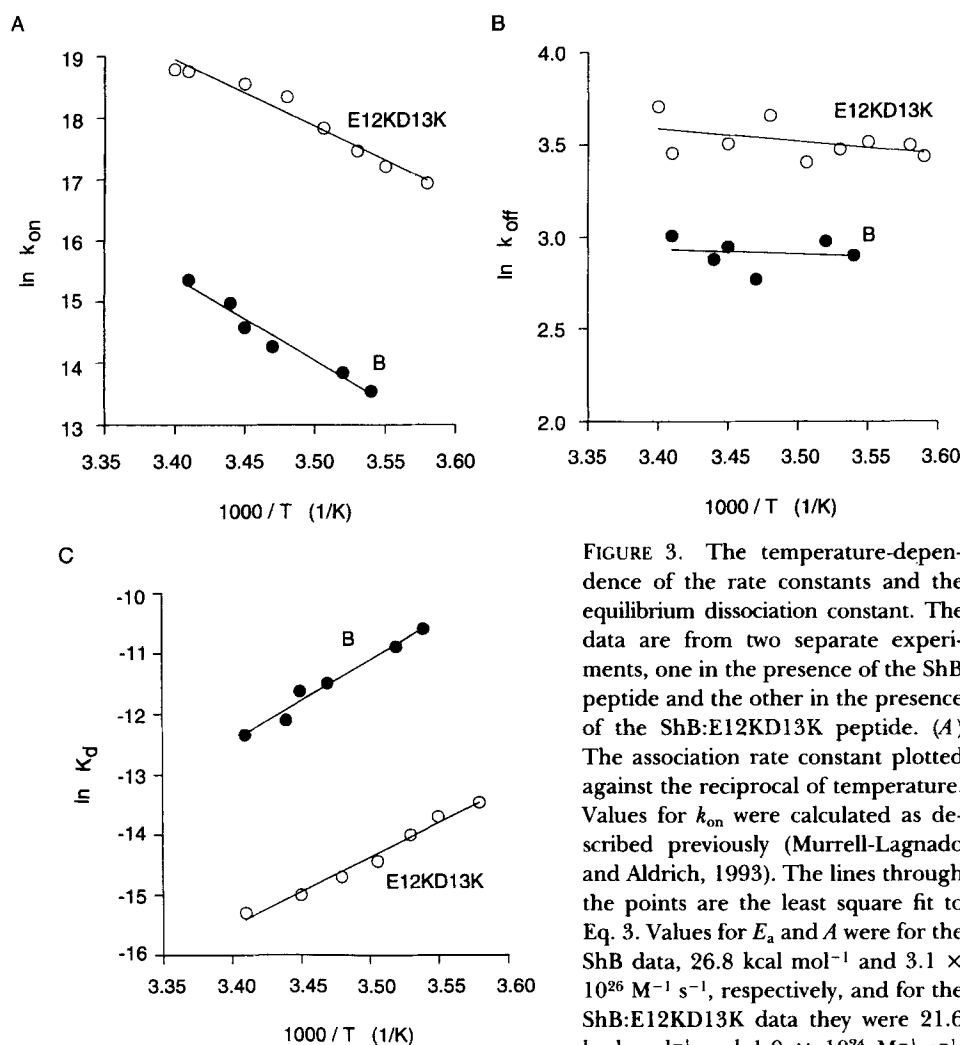 A
19
18
17
16
15
14
13
ln kon
E12KD13K
B
3.35 3.40 3.45 3.50 3.55 3.60
1000 / T (1/K)
B
4.0
3.5
3.0
2.5
2.0
ln koff
E12KD13K
B
3.35 3.40 3.45 3.50 3.55 3.60
1000 / T (1/K)
C
-10
-11
-12
-13
-14
-15
-16
ln Kd
B
E12KD13K
3.35 3.40 3.45 3.50 3.55 3.60
1000 / T (1/K)
FIGURE 3. The temperature-depen-
dence of the rate constants and the
equilibrium dissociation constant. The
data are from two separate experi-
ments, one in the presence of the ShB
peptide and the other in the presence
of the ShB:E12KD13K peptide. (A)
The association rate constant plotted
against the reciprocal of temperature.
Values for kon were calculated as de-
scribed previously (Murrell-Lagnado
and Aldrich, 1993). The lines through
the points are the least square fit to
Eq. 3. Values for Ea and A were for the
ShB data, 26.8 kcal mol⁻¹ and 3.1 ×
10²⁶ M⁻¹ s⁻¹, respectively, and for the
ShB:E12KD13K data they were 21.6